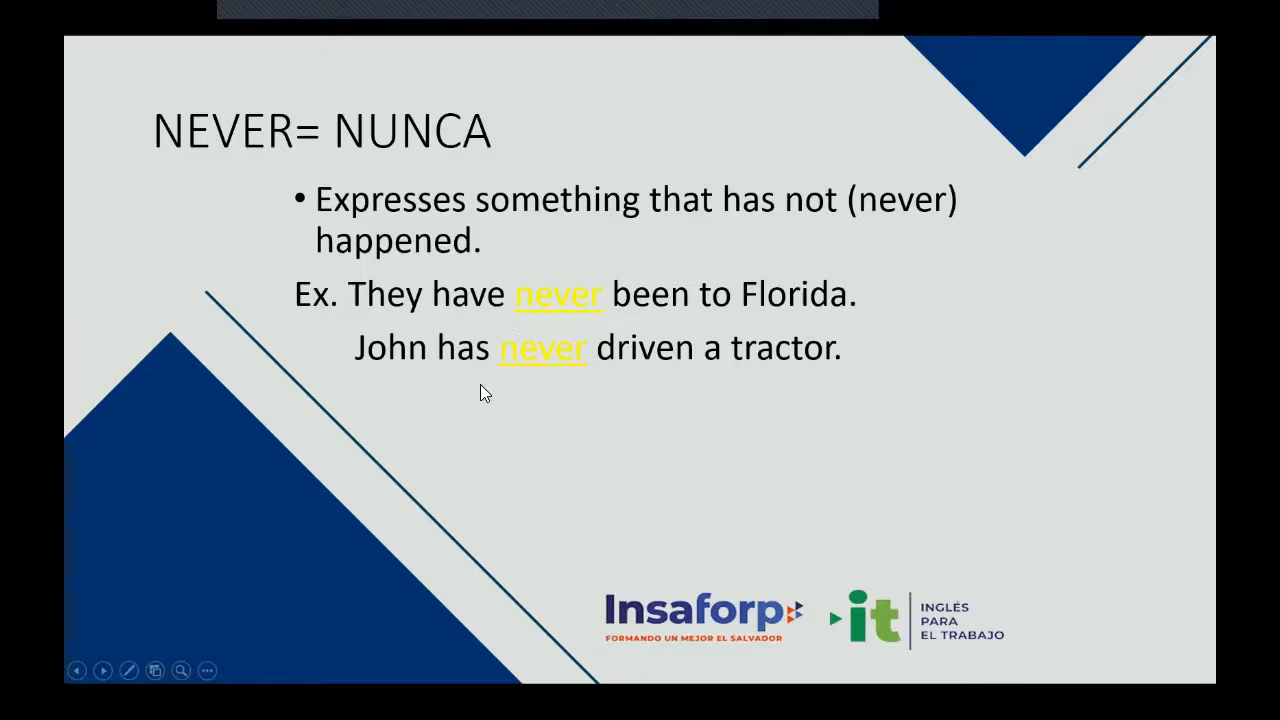 NEVER= NUNCA
• Expresses something that has not (never)
happened.
Ex. They have never been to Florida.
John has never driven a tractor.
Insaforp
FORMANDO UN MEJOR EL SALVADOR
it
INGLÉS
PARA
EL TRABAJO